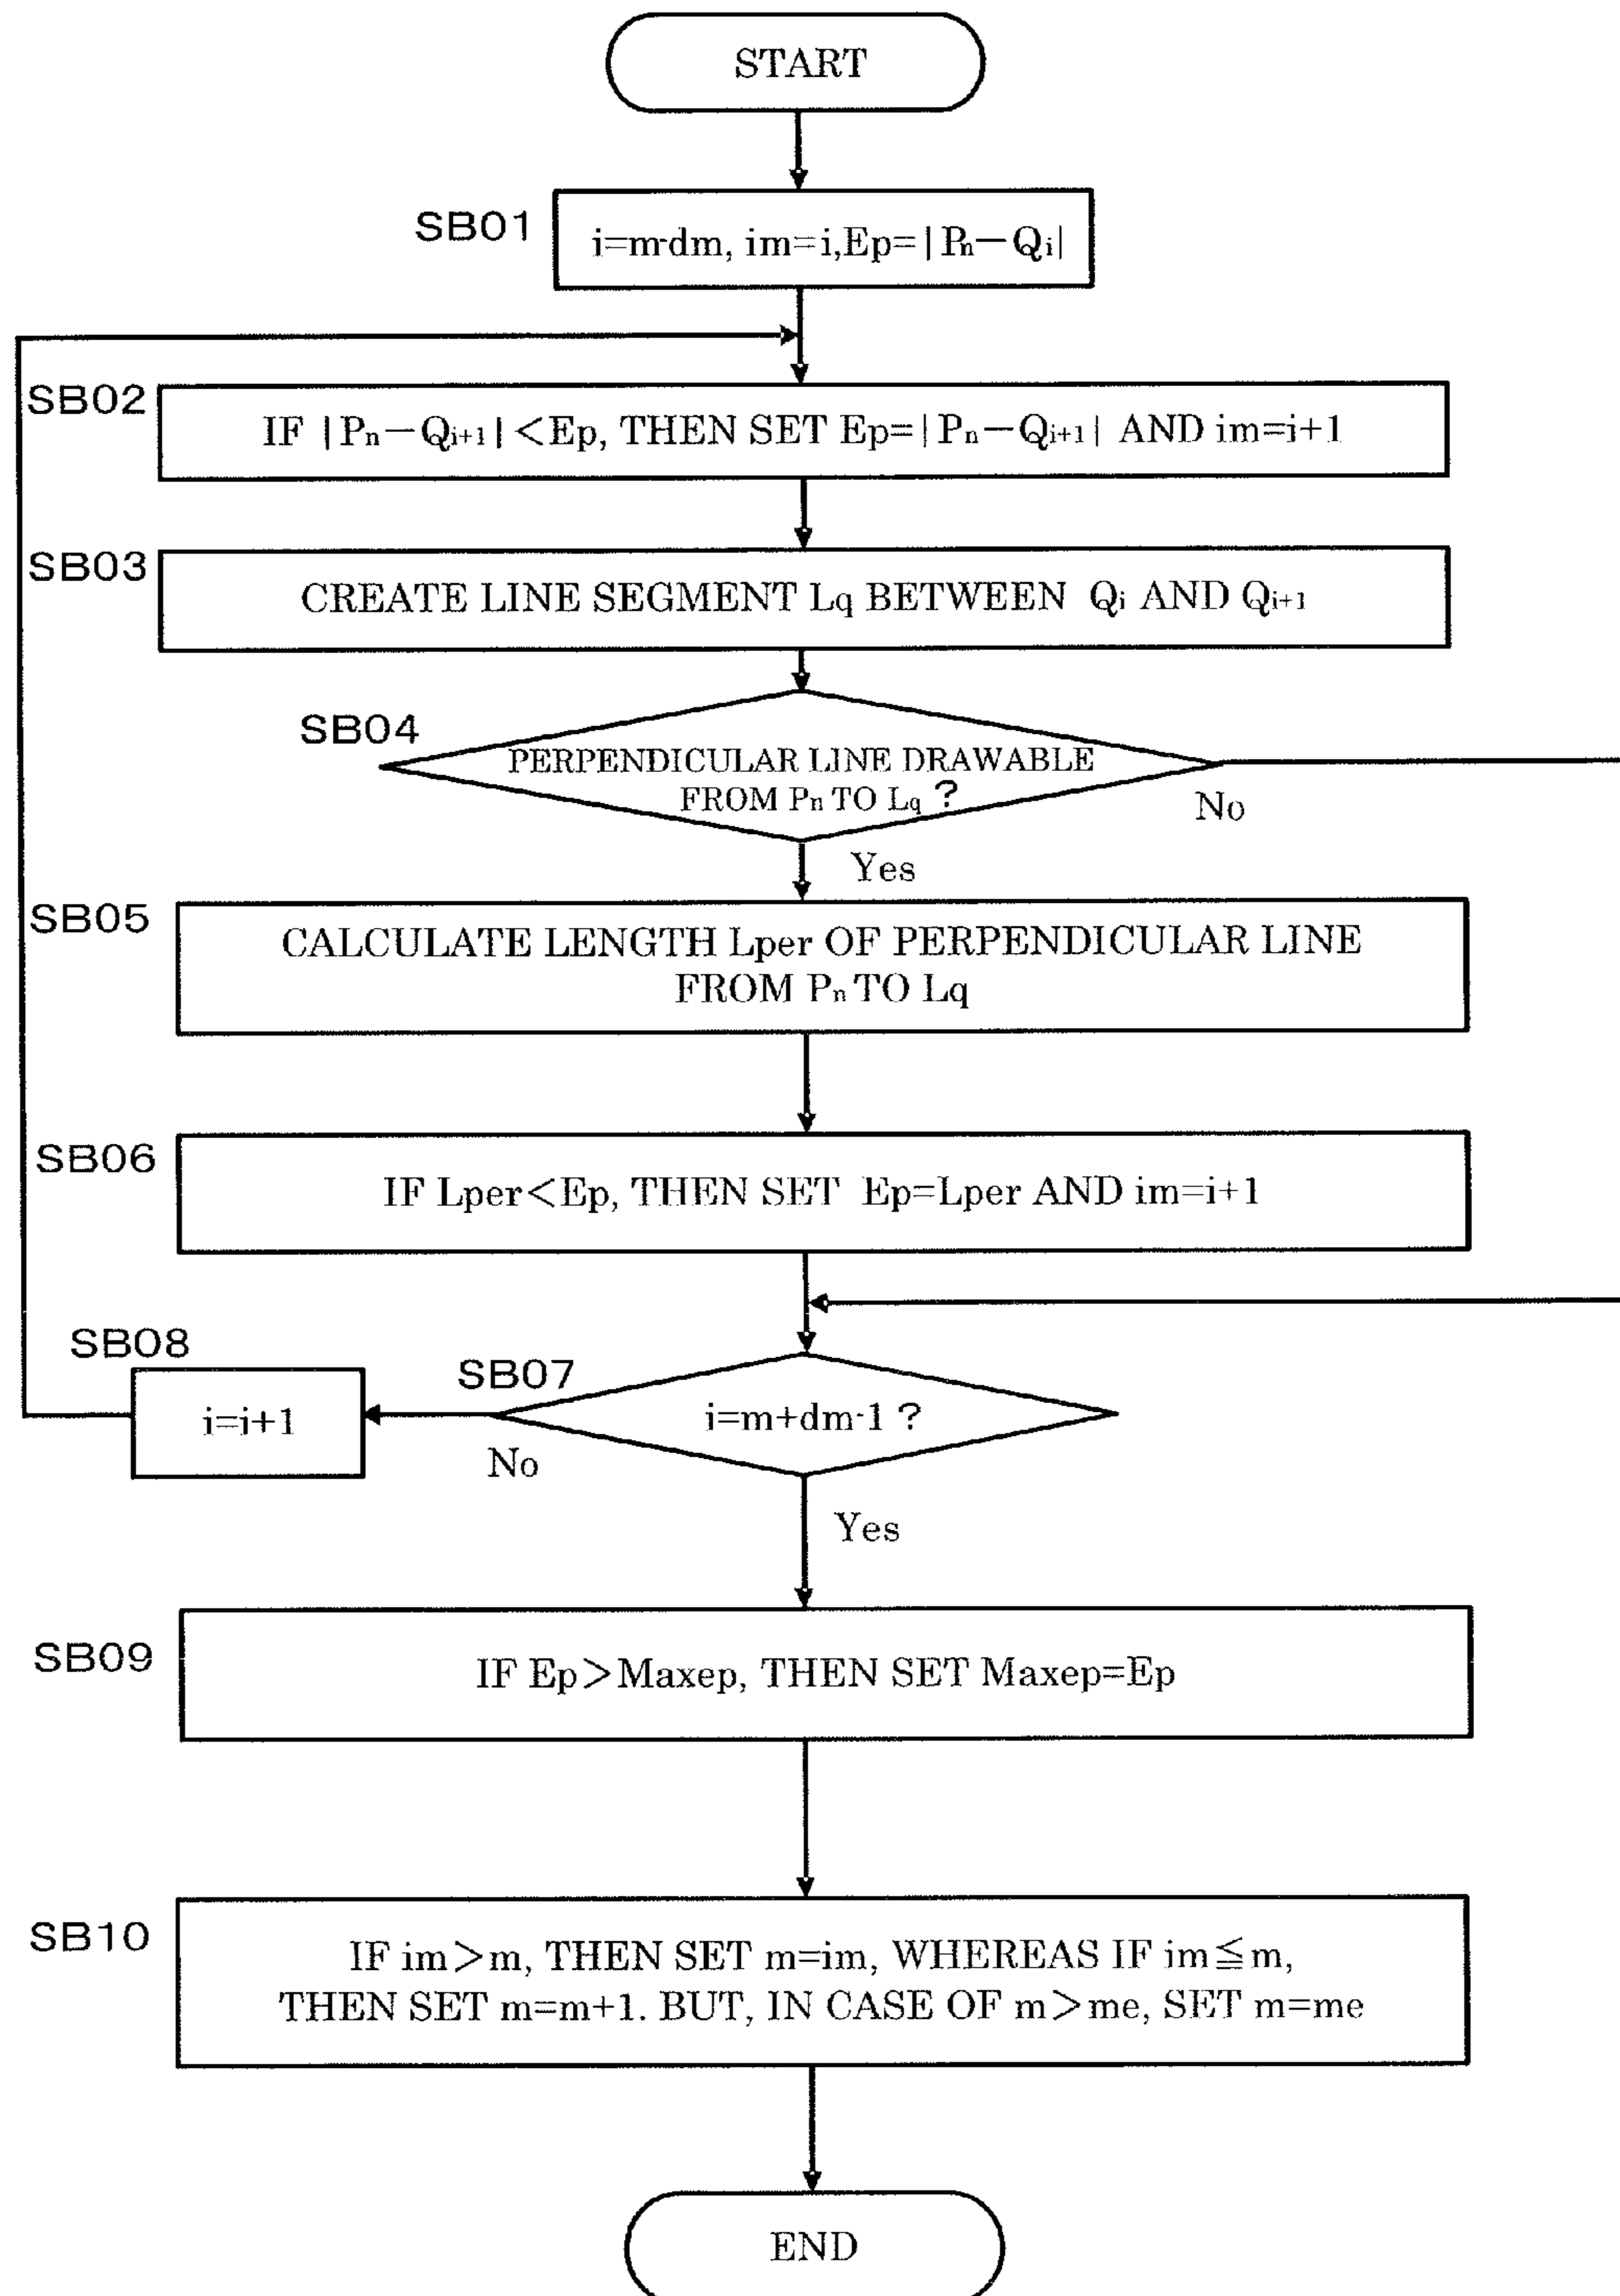 START
SB01
i=m-dm, im=i,Ep=|Pn−Qi|
SB02
IF |Pn−Qi+1|<Ep, THEN SET Ep=|Pn−Qi+1| AND im=i+1
SB03
CREATE LINE SEGMENT Lq BETWEEN Qi AND Qi+1
SB04
PERPENDICULAR LINE DRAWABLE
FROM Pn TO Lq ?
No
Yes
SB05
CALCULATE LENGTH Lper OF PERPENDICULAR LINE
FROM Pn TO Lq
SB06
IF Lper<Ep, THEN SET Ep=Lper AND im=i+1
SB08
i=i+1
SB07
i=m+dm-1 ?
No
Yes
SB09
IF Ep>Maxep, THEN SET Maxep=Ep
SB10
IF im>m, THEN SET m=im, WHEREAS IF im≦m,
THEN SET m=m+1. BUT, IN CASE OF m>me, SET m=me
END